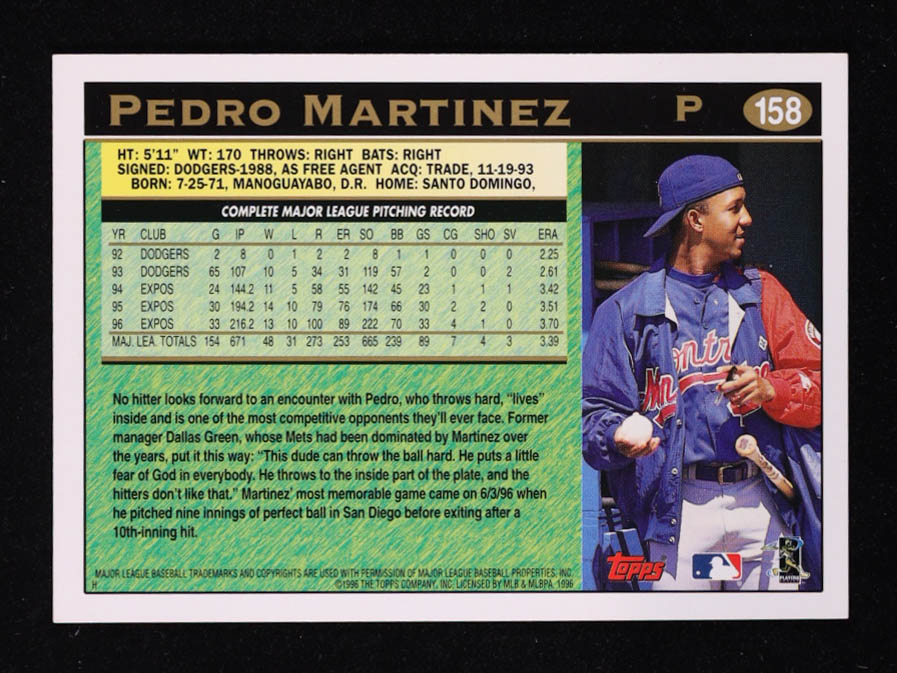 PEDRO MARTINEZ P 158
HT: 5'11" WT: 170 THROWS: RIGHT BATS: RIGHT
SIGNED: DODGERS-1988, AS FREE AGENT ACQ: TRADE, 11-19-93
BORN: 7-25-71, MANOGUAYABO, D.R. HOME: SANTO DOMINGO,
COMPLETE MAJOR LEAGUE PITCHING RECORD
YR CLUB G IP W L R ER SO BB GS CG SHO SV ERA
92 DODGERS 2 8 0 1 2 2 8 1 1 0 0 0 2.25
93 DODGERS 65 107 10 5 34 31 119 57 2 0 0 2 2.61
94 EXPOS 24 144.2 11 5 58 55 142 45 23 1 1 1 3.42
95 EXPOS 30 194.2 14 10 79 76 174 66 30 2 2 0 3.51
96 EXPOS 33 216.2 13 10 100 89 222 70 33 4 1 0 3.70
MAJ. LEA. TOTALS 154 671 48 31 273 253 665 239 89 7 4 3 3.39
No hitter looks forward to an encounter with Pedro, who throws hard, "lives"
inside and is one of the most competitive opponents they'll ever face. Former
manager Dallas Green, whose Mets had been dominated by Martinez over
the years, put it this way: "This dude can throw the ball hard. He puts a little
fear of God in everybody. He throws to the inside part of the plate, and the
hitters don't like that." Martinez' most memorable game came on 6/3/96 when
he pitched nine innings of perfect ball in San Diego before exiting after a
10th-inning hit.
MAJOR LEAGUE BASEBALL TRADEMARKS AND COPYRIGHTS ARE USED WITH PERMISSION OF MAJOR LEAGUE BASEBALL PROPERTIES, INC.
H ©1996 THE TOPPS COMPANY, INC. LICENSED BY MLB & MLBPA, 1996
Topps
PLAYERS